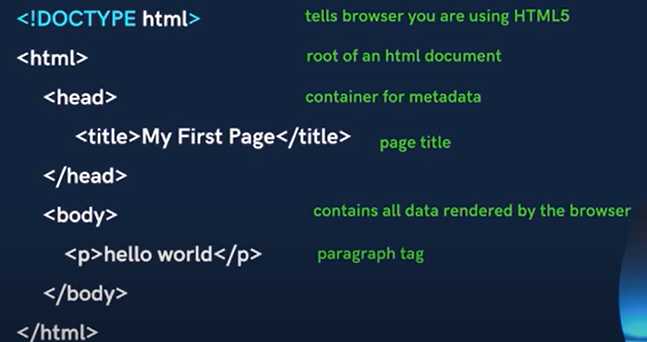 <!DOCTYPE html> tells browser you are using HTML5
<html> root of an html document
<head> container for metadata
<title>My First Page</title> page title
</head>
<body> contains all data rendered by the browser
<p>hello world</p> paragraph tag
</body>
</html>